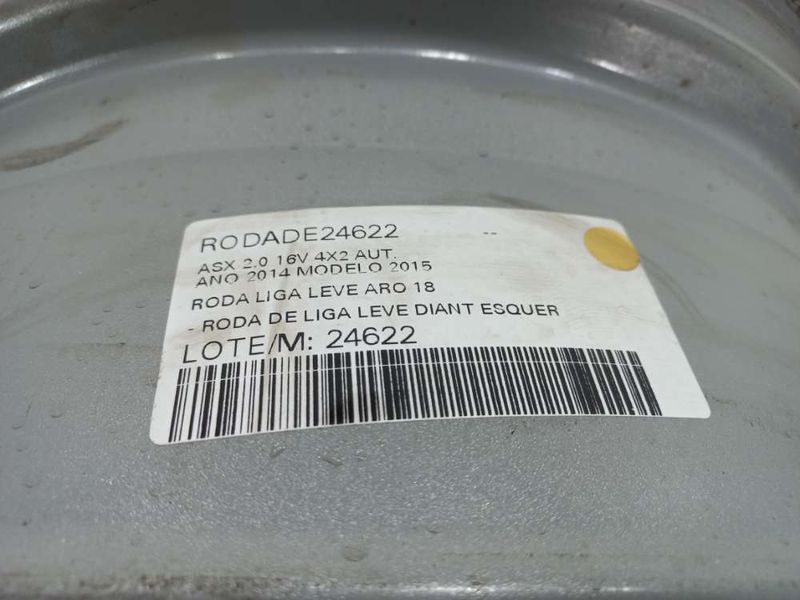 RODADE24622 --
ASX 2.0 16V 4X2 AUT.
ANO 2014 MODELO 2015
RODA LIGA LEVE ARO 18
- RODA DE LIGA LEVE DIANT ESQUER
LOTE/M: 24622